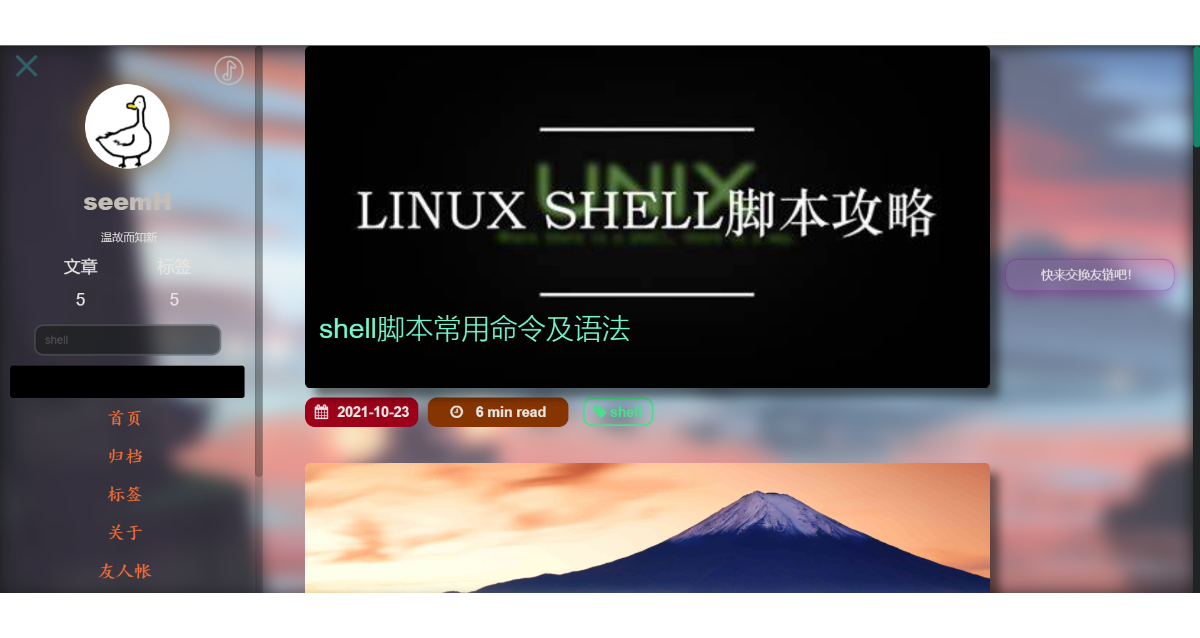 seemH
温故而知新
文章 标签
5 5
shell
首页
归档
标签
关于
友人帐
UNIX
LINUX SHELL脚本攻略
shell脚本常用命令及语法
2021-10-23 6 min read shell
快来交换友链吧!